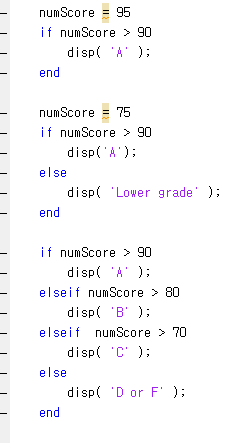 numScore = 95
if numScore > 90
disp( 'A' );
end
numScore = 75
if numScore > 90
disp('A');
else
disp( 'Lower grade' );
end
if numScore > 90
disp( 'A' );
elseif numScore > 80
disp( 'B' );
elseif  numScore > 70
disp( 'C' );
else
disp( 'D or F' );
end